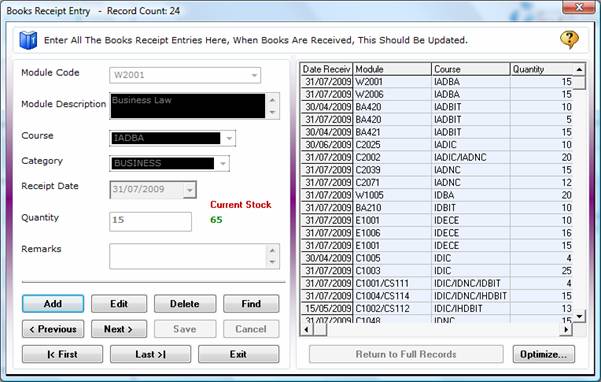 Books Receipt Entry - Record Count: 24
Enter All The Books Receipt Entries Here, When Books Are Received, This Should Be Updated.
Module Code W2001
Module Description Business Law
Course IADBA
Category BUSINESS
Receipt Date 31/07/2009
Current Stock
Quantity 15 65
Remarks
Add Edit Delete Find
< Previous Next > Save Cancel
|< First Last >| Exit
Date Receiv Module Course Quantity
31/07/2009 W2001 IADBA 15
31/07/2009 W2006 IADBA 15
30/04/2009 BA420 IADBIT 10
31/07/2009 BA420 IADBIT 5
30/04/2009 BA421 IADBIT 15
30/06/2009 C2025 IADIC 10
31/07/2009 C2002 IADIC/IADNC 20
31/07/2009 C2039 IADNC 15
31/07/2009 C2071 IADNC 12
31/07/2009 W1005 IDBA 20
31/07/2009 BA210 IDBIT 10
31/07/2009 E1001 IDECE 10
31/07/2009 E1006 IDECE 16
31/07/2009 E1001 IDECE 15
30/04/2009 C1005 IDIC 4
31/07/2009 C1003 IDIC 25
31/07/2009 C1001/CS111 IDIC/IDNC/IDBIT 4
31/07/2009 C1004/CS114 IDIC/IDNC/IHDBIT 15
15/05/2009 C1002/CS112 IDIC/IHDBIT 13
31/07/2009 C1048 IDNC 15
Return to Full Records Optimize...